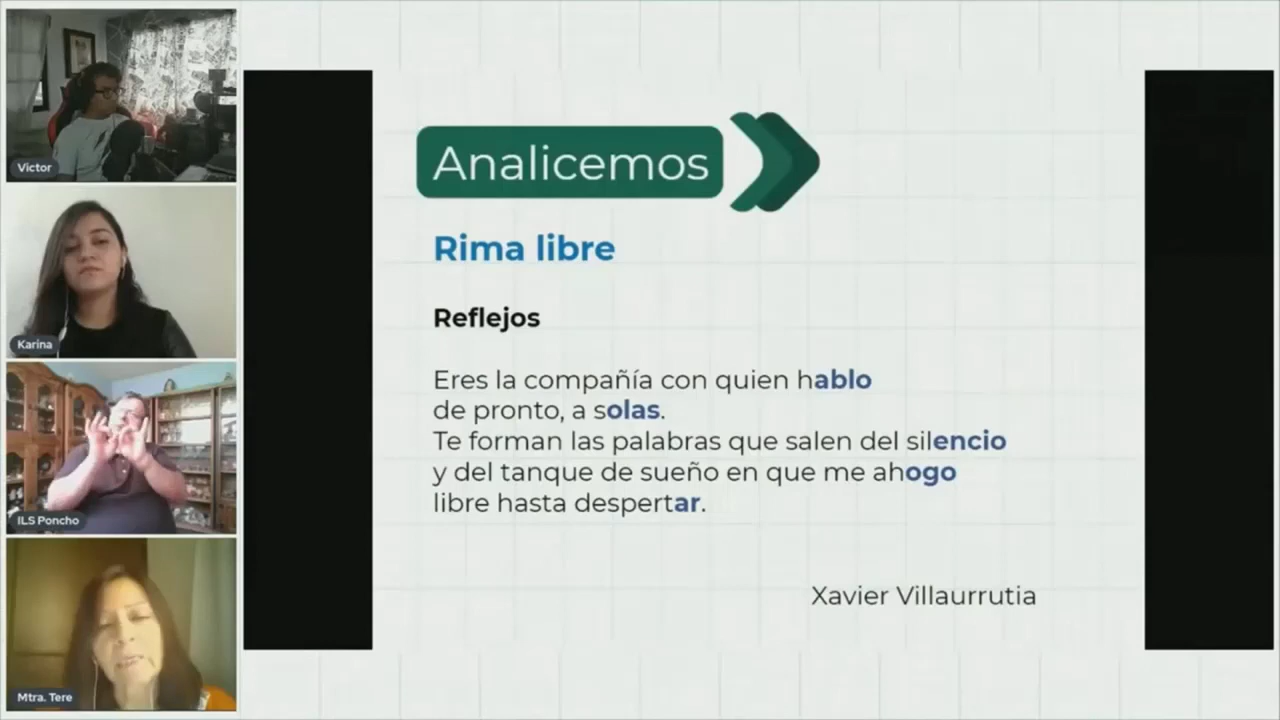 Victor
Karina
ILS Poncho
Mtra. Tere
Analicemos
Rima libre
Reflejos
Eres la compañía con quien hablo
de pronto, a solas.
Te forman las palabras que salen del silencio
y del tanque de sueño en que me ahogo
libre hasta despertar.
Xavier Villaurrutia